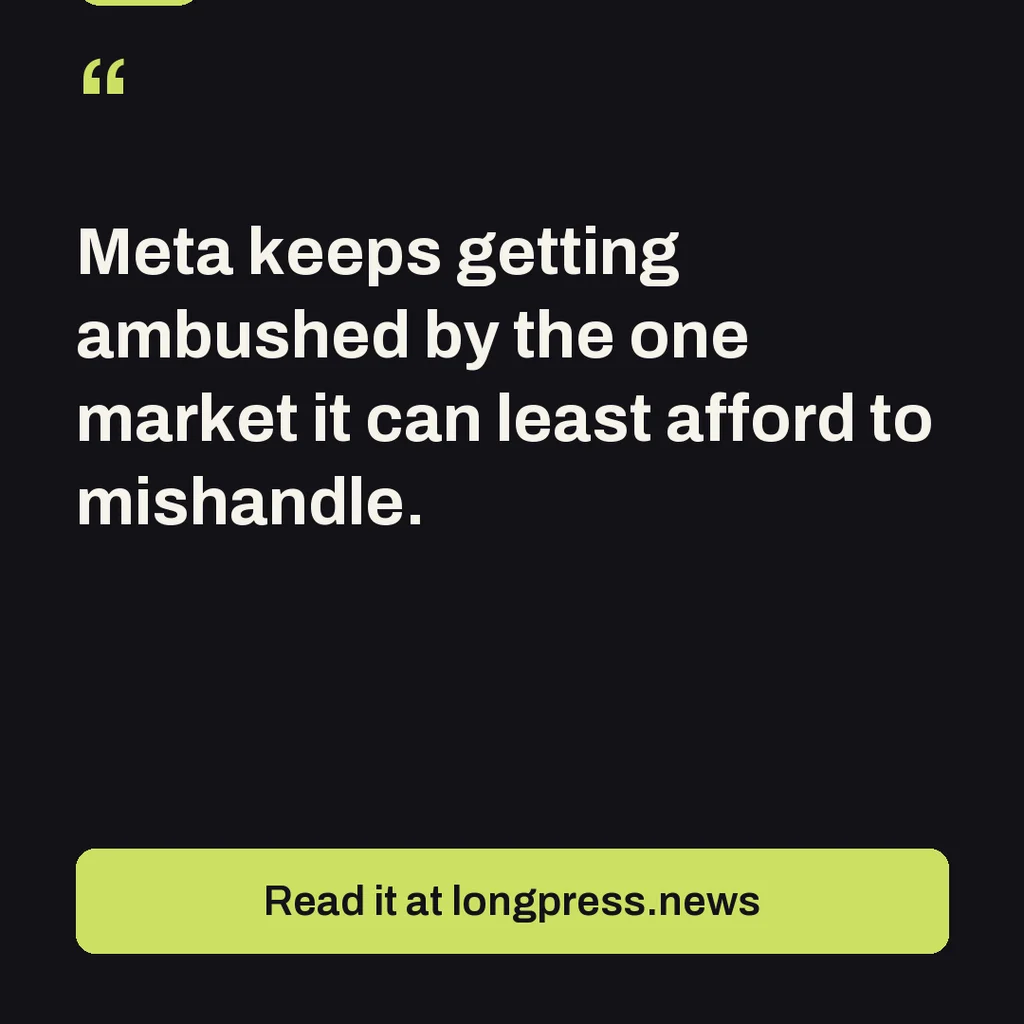 “
Meta keeps getting
ambushed by the one
market it can least afford to
mishandle.
Read it at longpress.news